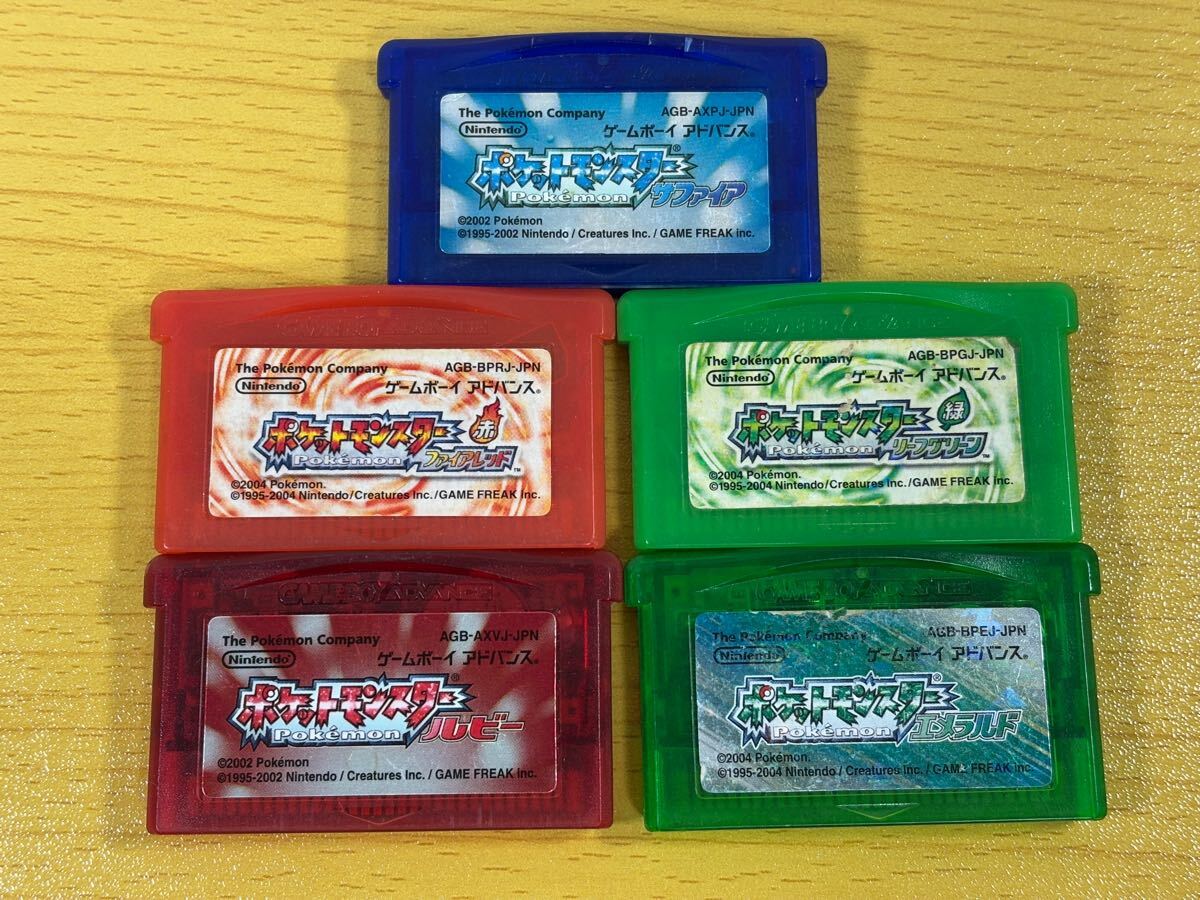 The Pokémon Company AGB-AXPJ-JPN
Nintendo ゲームボーイ アドバンス®
ポケットモンスター®
Pokémon サファイア
©2002 Pokémon
©1995-2002 Nintendo / Creatures Inc. / GAME FREAK inc.
GAME BOY ADVANCE
The Pokémon Company AGB-BPRJ-JPN
Nintendo ゲームボーイ アドバンス®
ポケットモンスター 赤
Pokémon ファイアレッド™
©2004 Pokémon.
©1995-2004 Nintendo/Creatures Inc./GAME FREAK inc.
The Pokémon Company AGB-BPGJ-JPN
Nintendo ゲームボーイ アドバンス®
ポケットモンスター 緑
Pokémon リーフグリーン™
©2004 Pokémon.
©1995-2004 Nintendo/Creatures Inc./GAME FREAK inc.
GAME BOY ADVANCE
The Pokémon Company AGB-AXVJ-JPN
Nintendo ゲームボーイ アドバンス®
ポケットモンスター®
Pokémon ルビー
©2002 Pokémon
©1995-2002 Nintendo / Creatures Inc. / GAME FREAK inc.
GAME BOY ADVANCE
The Pokémon Company AGB-BPEJ-JPN
Nintendo ゲームボーイ アドバンス®
ポケットモンスター®
Pokémon エメラルド
©2004 Pokémon.
©1995-2004 Nintendo / Creatures Inc. / GAME FREAK inc.